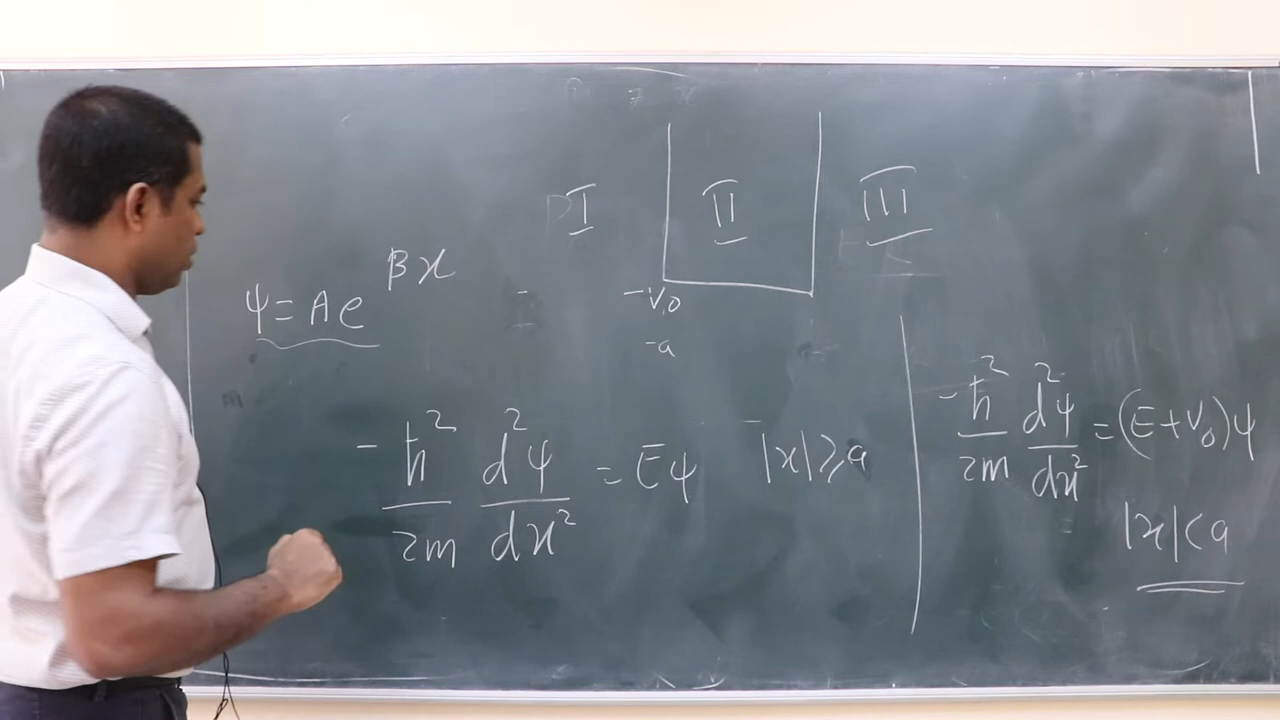 I II III
βx
ψ = Ae
-V₀
-a
-ħ²/2m d²ψ/dx² = Eψ |x| ≥ a
-ħ²/2m d²ψ/dx² = (E+V₀)ψ
|x| < a